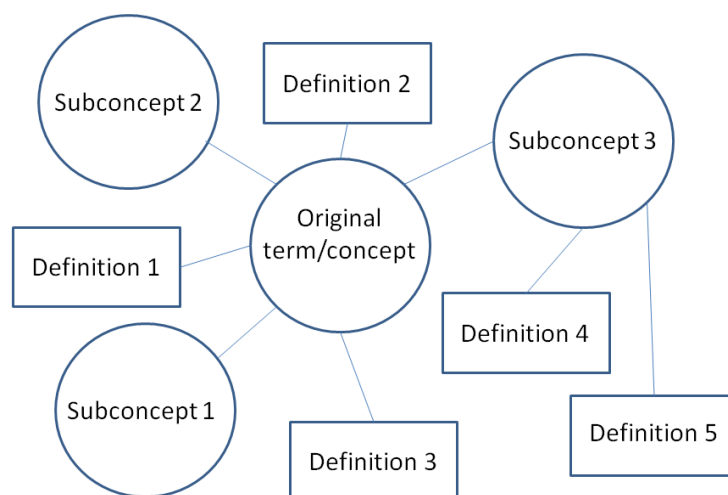 Subconcept 2
Definition 2
Subconcept 3
Original
term/concept
Definition 1
Definition 4
Subconcept 1
Definition 3
Definition 5